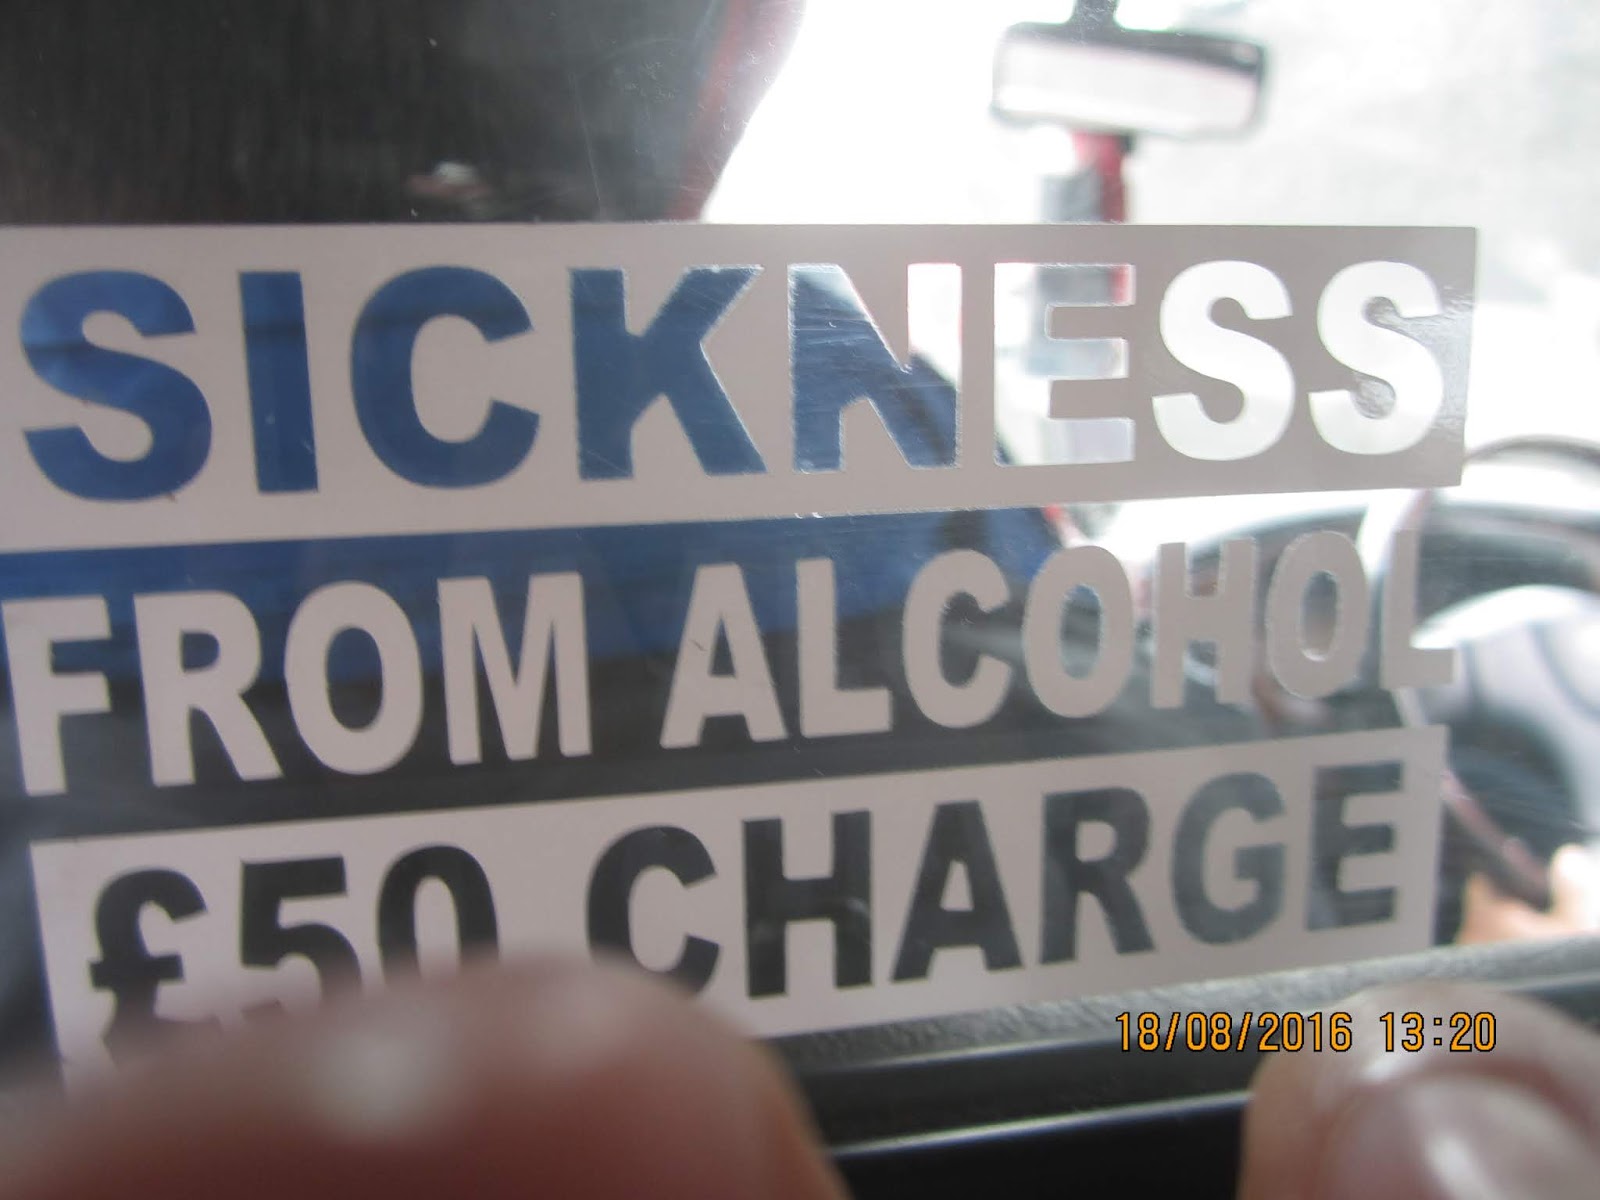 SICKNESS
FROM ALCOHOL
£50 CHARGE
18/08/2016 13:20